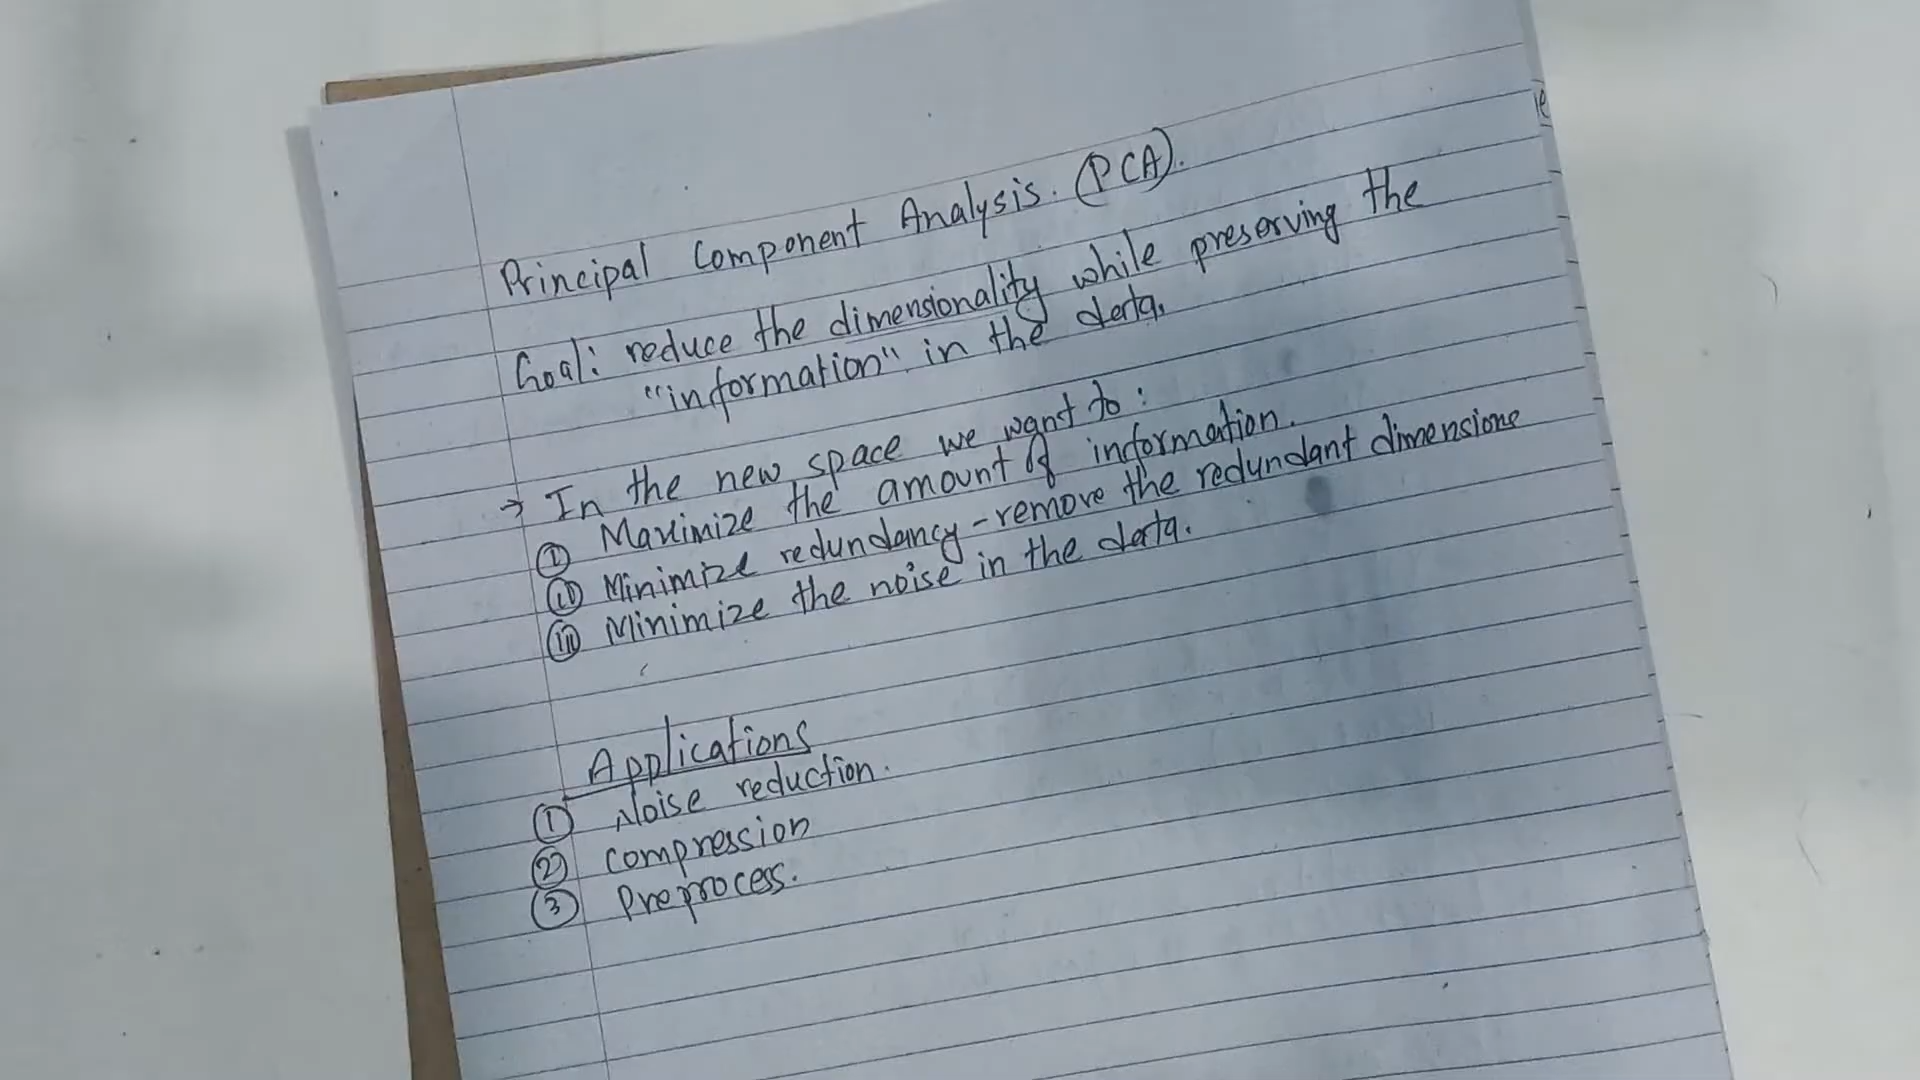 Principal Component Analysis. (PCA).
Goal: reduce the dimensionality while preserving the
"information" in the data.
→ In the new space we want to:
(i) Maximize the amount of information.
(ii) Minimize redundancy - remove the redundant dimensions
(iii) Minimize the noise in the data.
Applications
① Noise reduction.
② Compression
③ Preprocess.